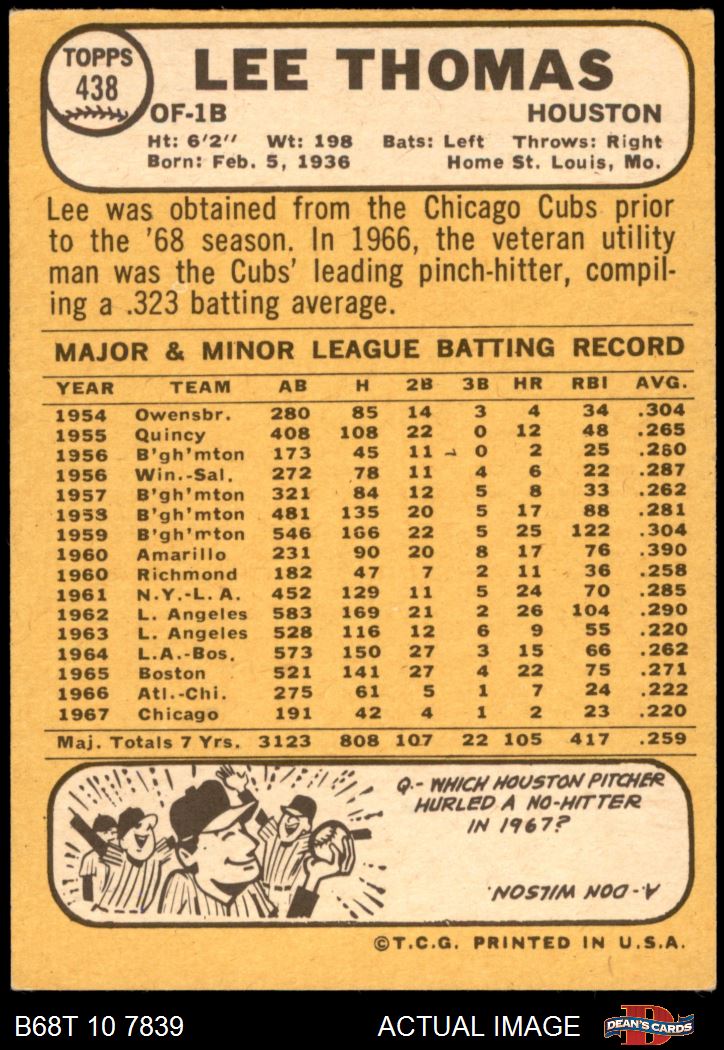 TOPPS
438
LEE THOMAS
OF-1B HOUSTON
Ht: 6'2" Wt: 198 Bats: Left Throws: Right
Born: Feb. 5, 1936 Home St. Louis, Mo.
Lee was obtained from the Chicago Cubs prior
to the '68 season. In 1966, the veteran utility
man was the Cubs' leading pinch-hitter, compil-
ing a .323 batting average.
MAJOR & MINOR LEAGUE BATTING RECORD
YEAR TEAM AB H 2B 3B HR RBI AVG.
1954 Owensbr. 280 85 14 3 4 34 .304
1955 Quincy 408 108 22 0 12 48 .265
1956 B'gh'mton 173 45 11 0 2 25 .260
1956 Win.-Sal. 272 78 11 4 6 22 .287
1957 B'gh'mton 321 84 12 5 8 33 .262
1958 B'gh'mton 481 135 20 5 17 88 .281
1959 B'gh'mton 546 166 22 5 25 122 .304
1960 Amarillo 231 90 20 8 17 76 .390
1960 Richmond 182 47 7 2 11 36 .258
1961 N.Y.-L.A. 452 129 11 5 24 70 .285
1962 L. Angeles 583 169 21 2 26 104 .290
1963 L. Angeles 528 116 12 6 9 55 .220
1964 L.A.-Bos. 573 150 27 3 15 66 .262
1965 Boston 521 141 27 4 22 75 .271
1966 Atl.-Chi. 275 61 5 1 7 24 .222
1967 Chicago 191 42 4 1 2 23 .220
Maj. Totals 7 Yrs. 3123 808 107 22 105 417 .259
Q.- WHICH HOUSTON PITCHER
HURLED A NO-HITTER
IN 1967?
A.- DON WILSON.
©T.C.G. PRINTED IN U.S.A.
B68T 10 7839 ACTUAL IMAGE DEAN'S CARDS